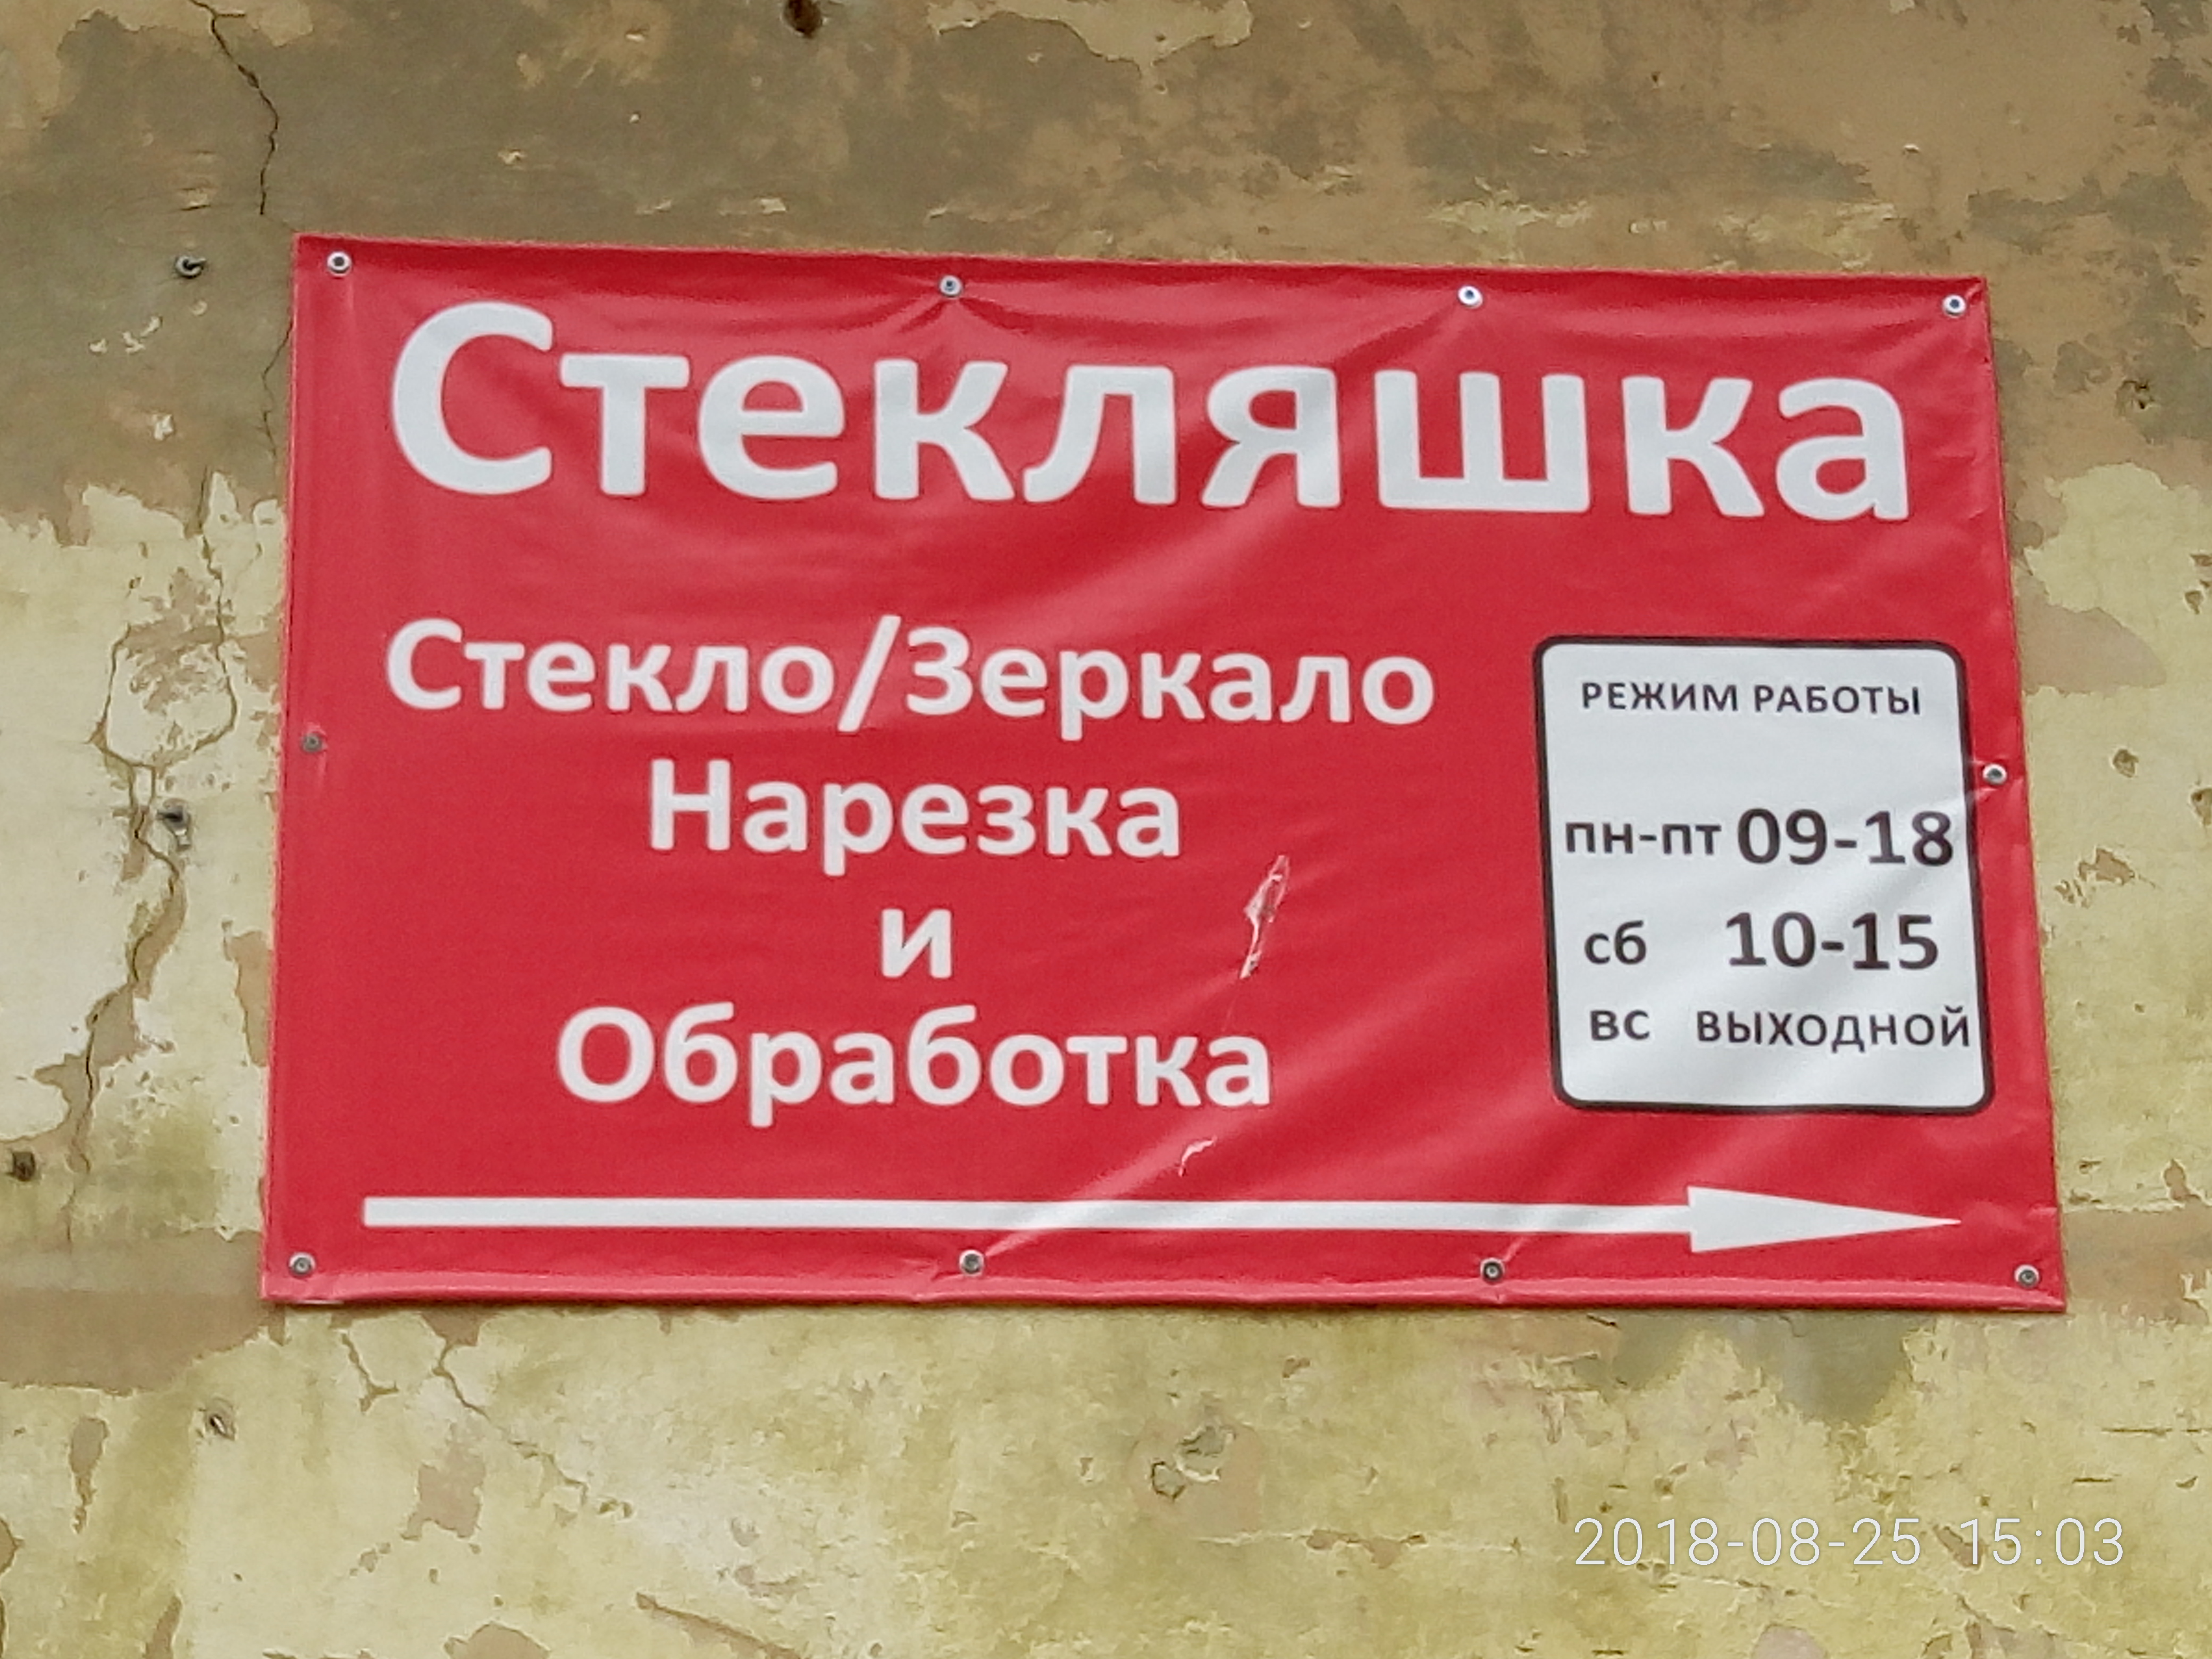 Стекляшка
Стекло/Зеркало
Нарезка
и
Обработка
РЕЖИМ РАБОТЫ
пн-пт 09-18
сб 10-15
вс ВЫХОДНОЙ
2018-08-25 15:03